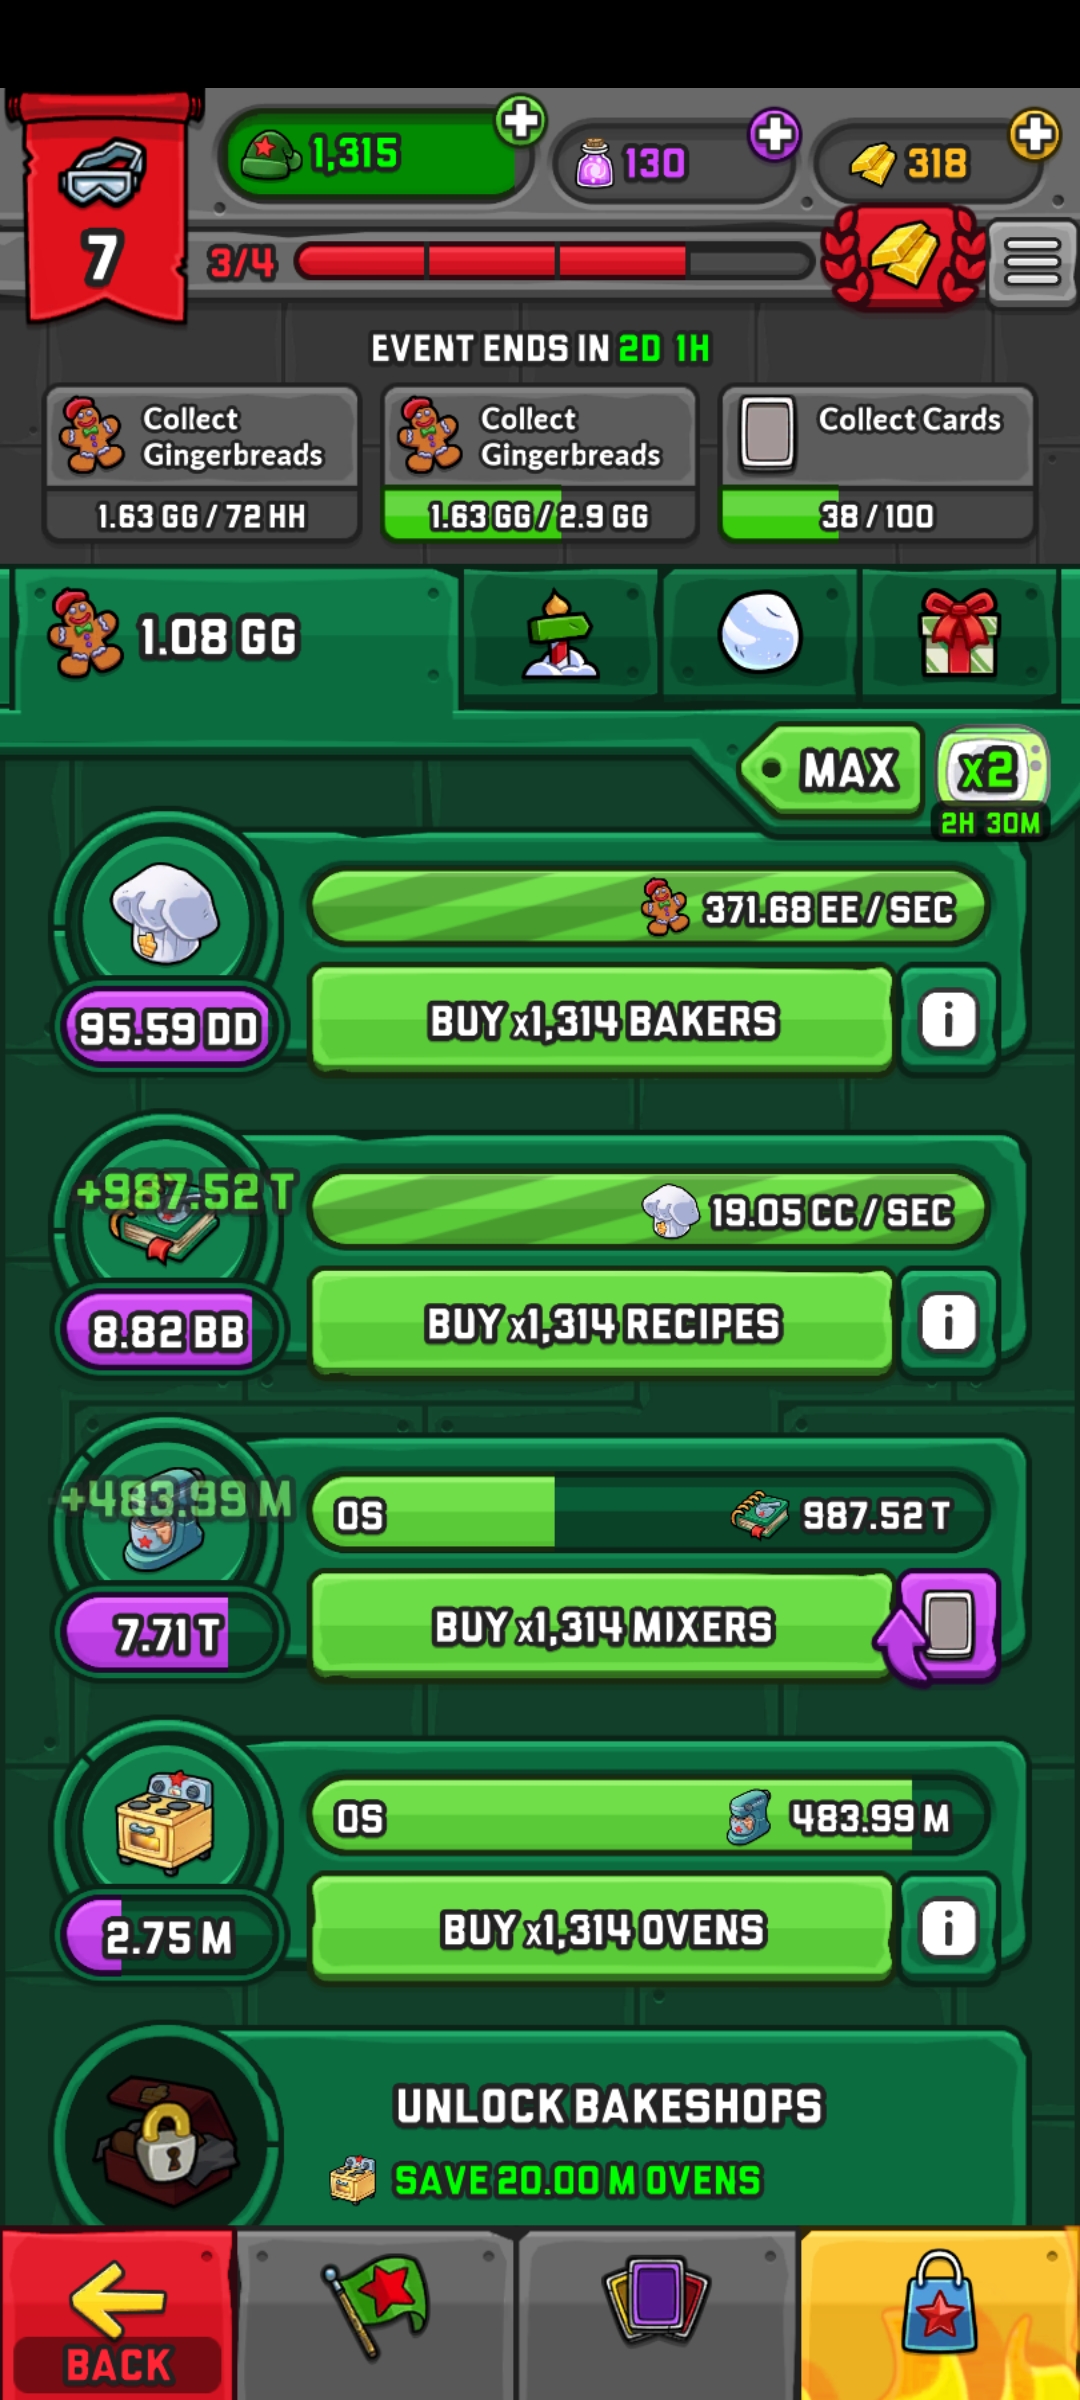 1,315
130
318
7
3/4
EVENT ENDS IN 2D 1H
Collect
Gingerbreads
1.63 GG / 72 HH
Collect
Gingerbreads
1.63 GG / 2.9 GG
Collect Cards
38 / 100
1.08 GG
MAX
x2
2H 30M
371.68 EE / SEC
95.59 DD
BUY x1,314 BAKERS
i
+987.52 T
19.05 CC / SEC
8.82 BB
BUY x1,314 RECIPES
i
+483.99 M
0S
987.52 T
7.71 T
BUY x1,314 MIXERS
0S
483.99 M
2.75 M
BUY x1,314 OVENS
i
UNLOCK BAKESHOPS
SAVE 20.00 M OVENS
BACK